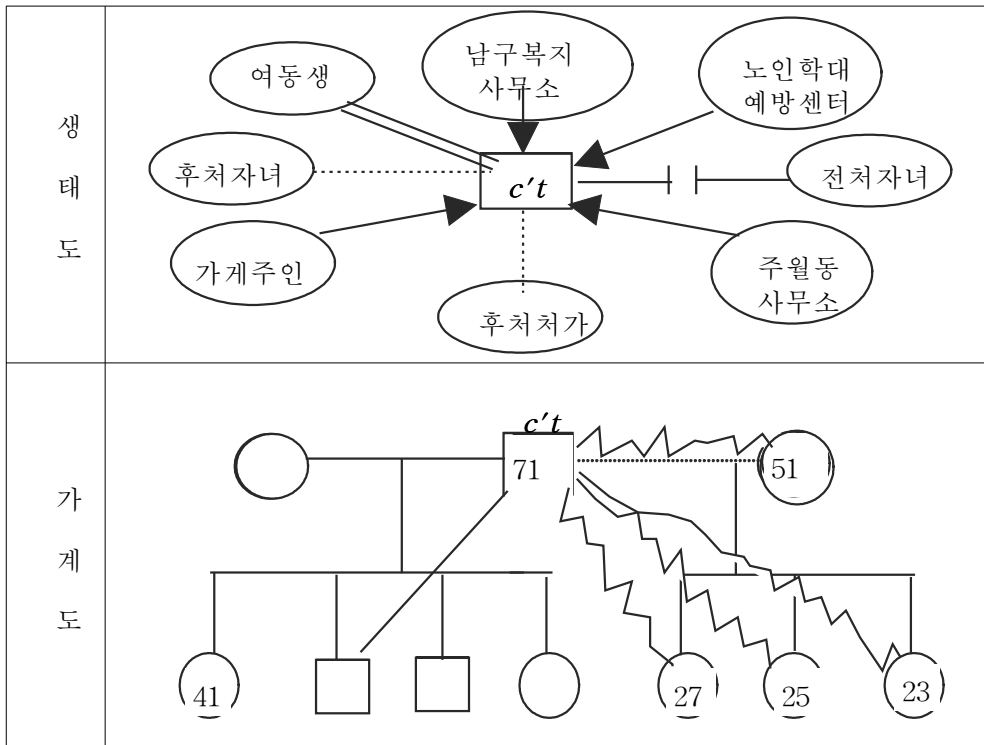 생
태
도
여동생
남구복지
사무소
노인학대
예방센터
후처자녀
c't
전처자녀
가게주인
후처처가
주월동
사무소
가
계
도
c't
71
51
41
27
25
23